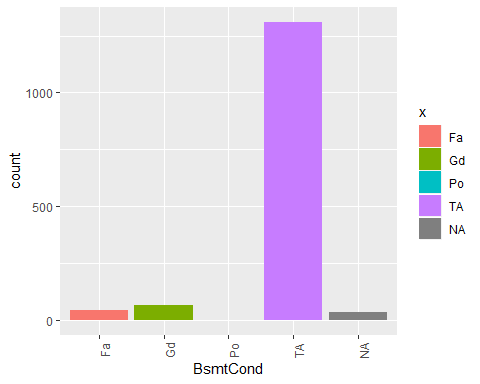 1000
500
0
count
Fa
Gd
Po
TA
NA
BsmtCond
x
Fa
Gd
Po
TA
NA